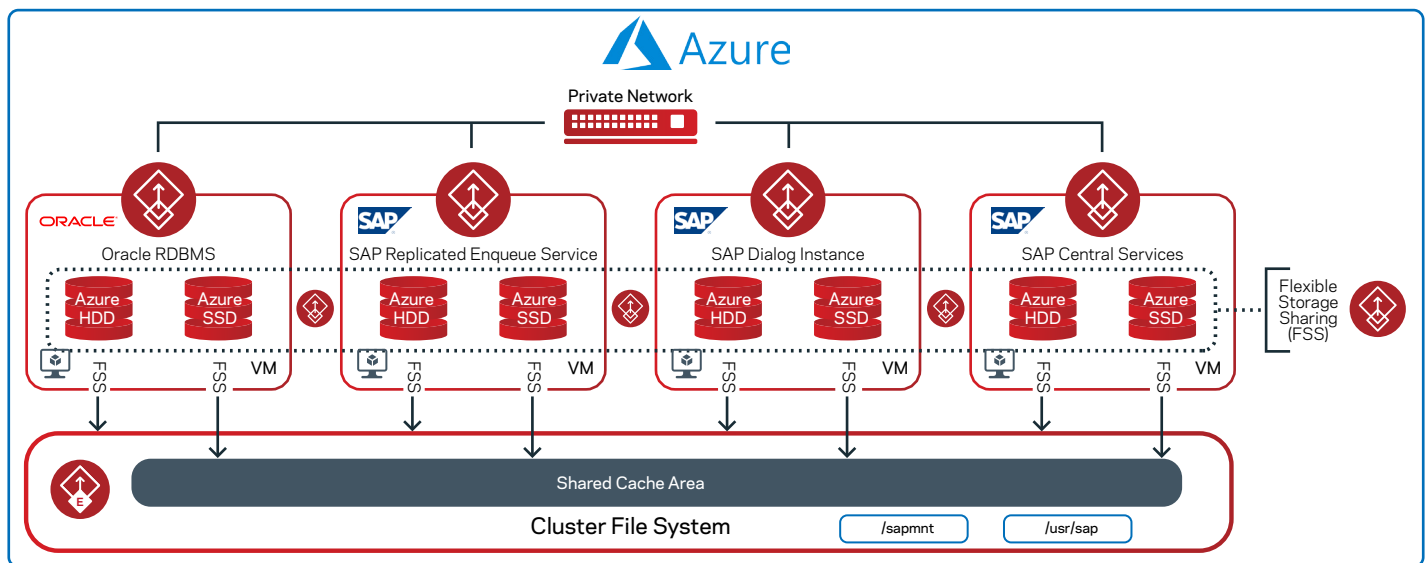 Azure
Private Network
ORACLE
Oracle RDBMS
Azure
HDD
Azure
SSD
VM
FSS
FSS
SAP
SAP Replicated Enqueue Service
Azure
HDD
Azure
SSD
VM
FSS
FSS
SAP
SAP Dialog Instance
Azure
HDD
Azure
SSD
VM
FSS
FSS
SAP
SAP Central Services
Azure
HDD
Azure
SSD
VM
FSS
FSS
Flexible
Storage
Sharing
(FSS)
E
Shared Cache Area
Cluster File System
/sapmnt
/usr/sap